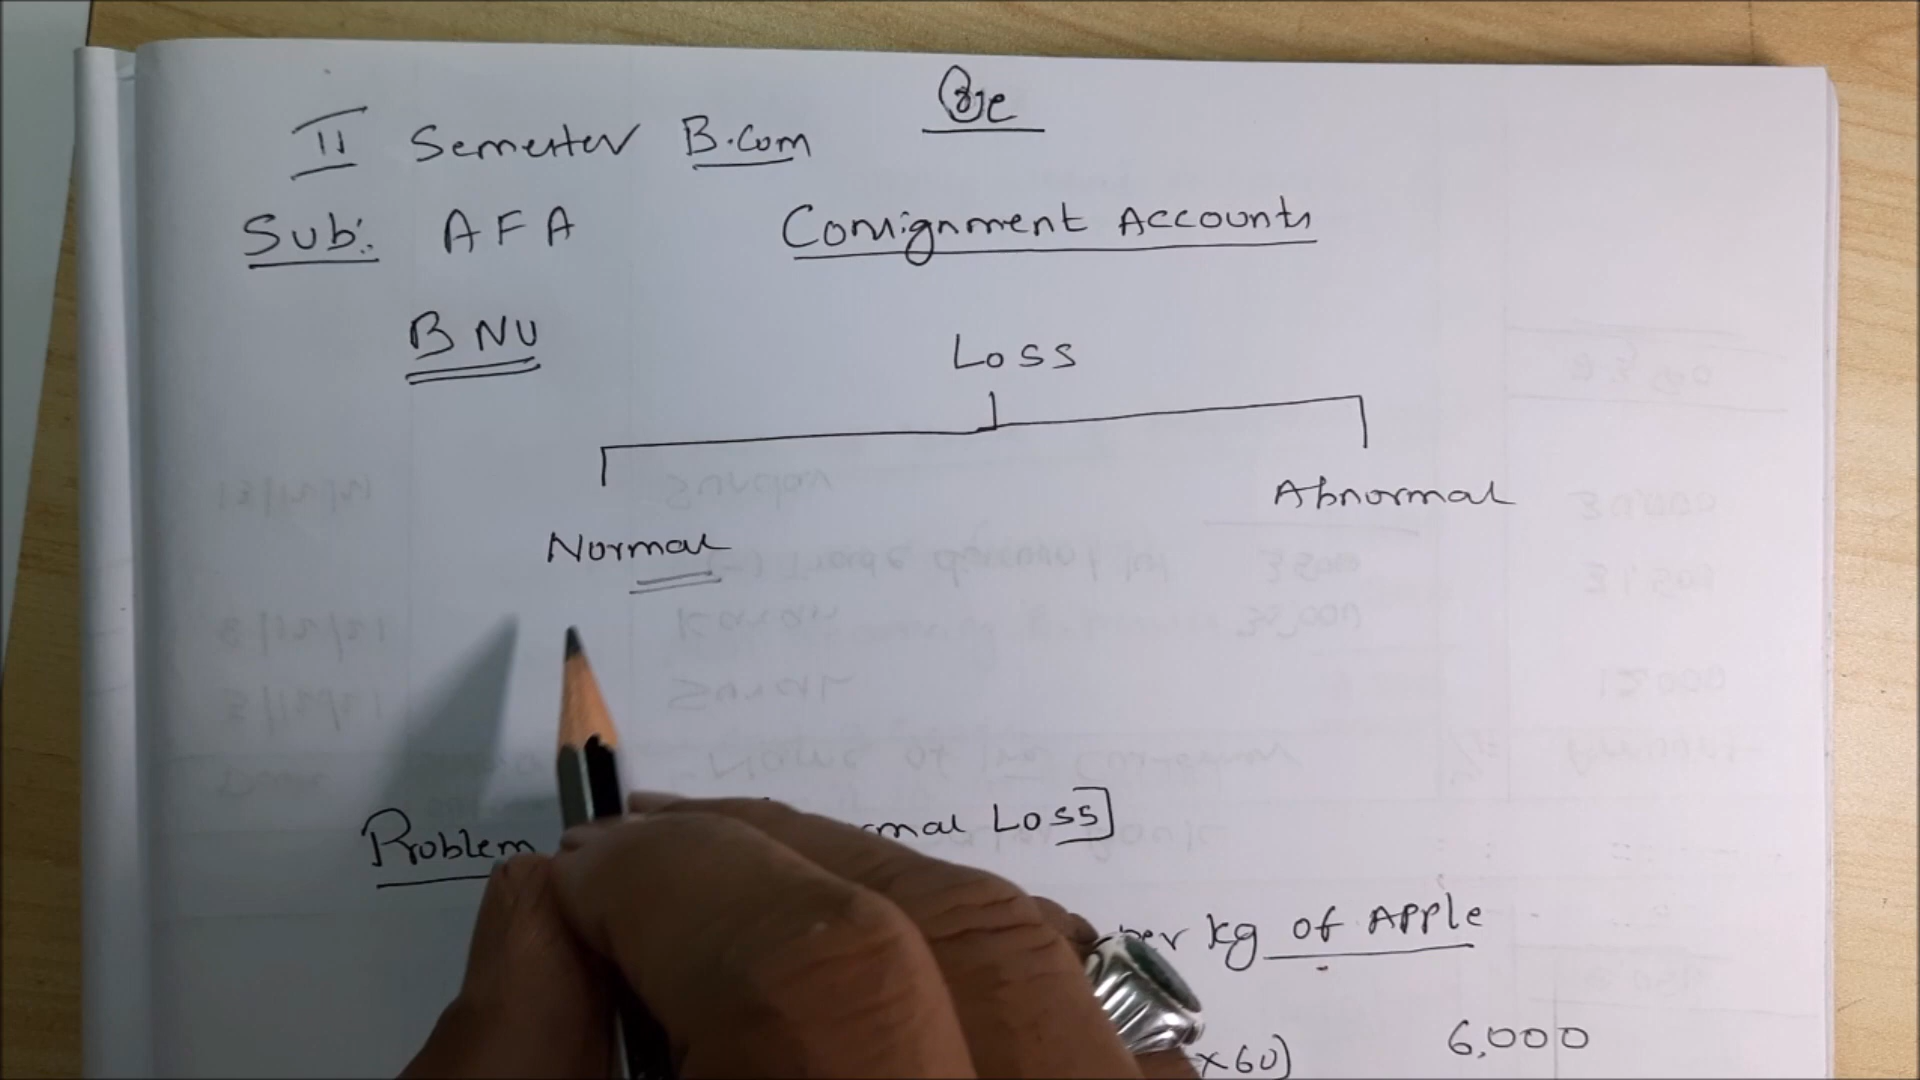 II Semester B.Com
Sub:. AFA Consignment Accounts
BNU
Loss
Normal Abnormal
Problem Loss]
per kg of Apple
x60) 6,000